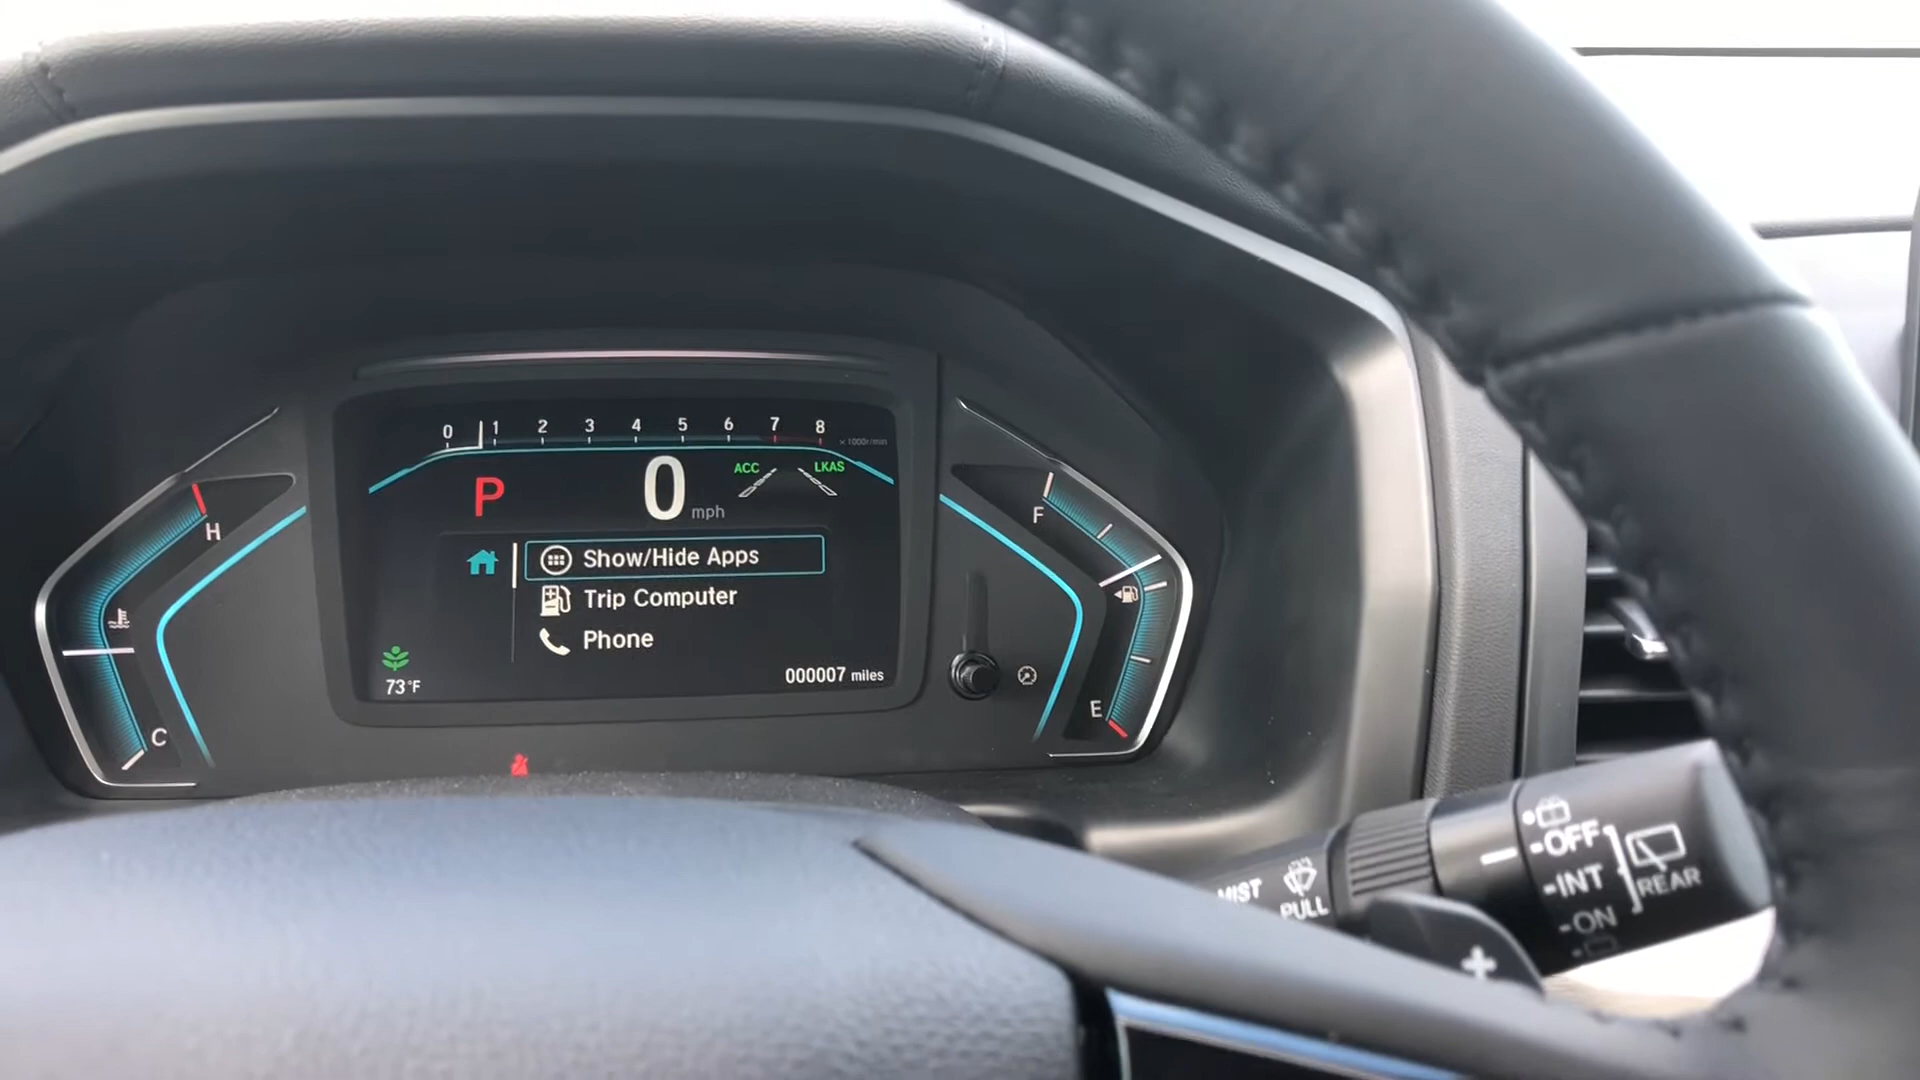 0 1 2 3 4 5 6 7 8
x 1000r/min
P 0 mph ACC LKAS
Show/Hide Apps
Trip Computer
Phone
73°F
000007 miles
H
C
F
E
MIST
PULL
-OFF
-INT
-ON
REAR
+